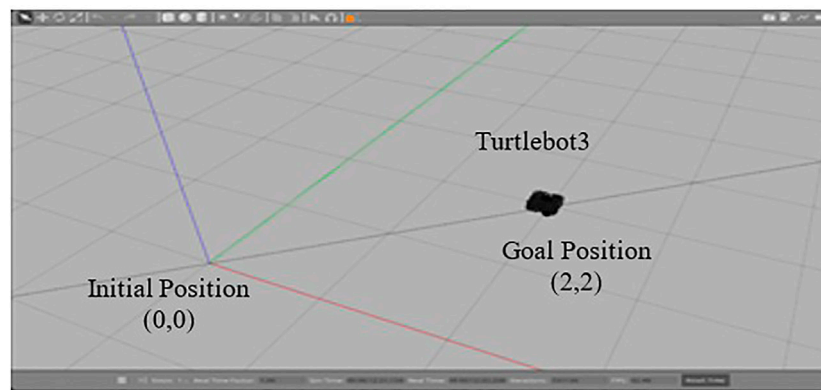 Turtlebot3
Goal Position
(2,2)
Initial Position
(0,0)